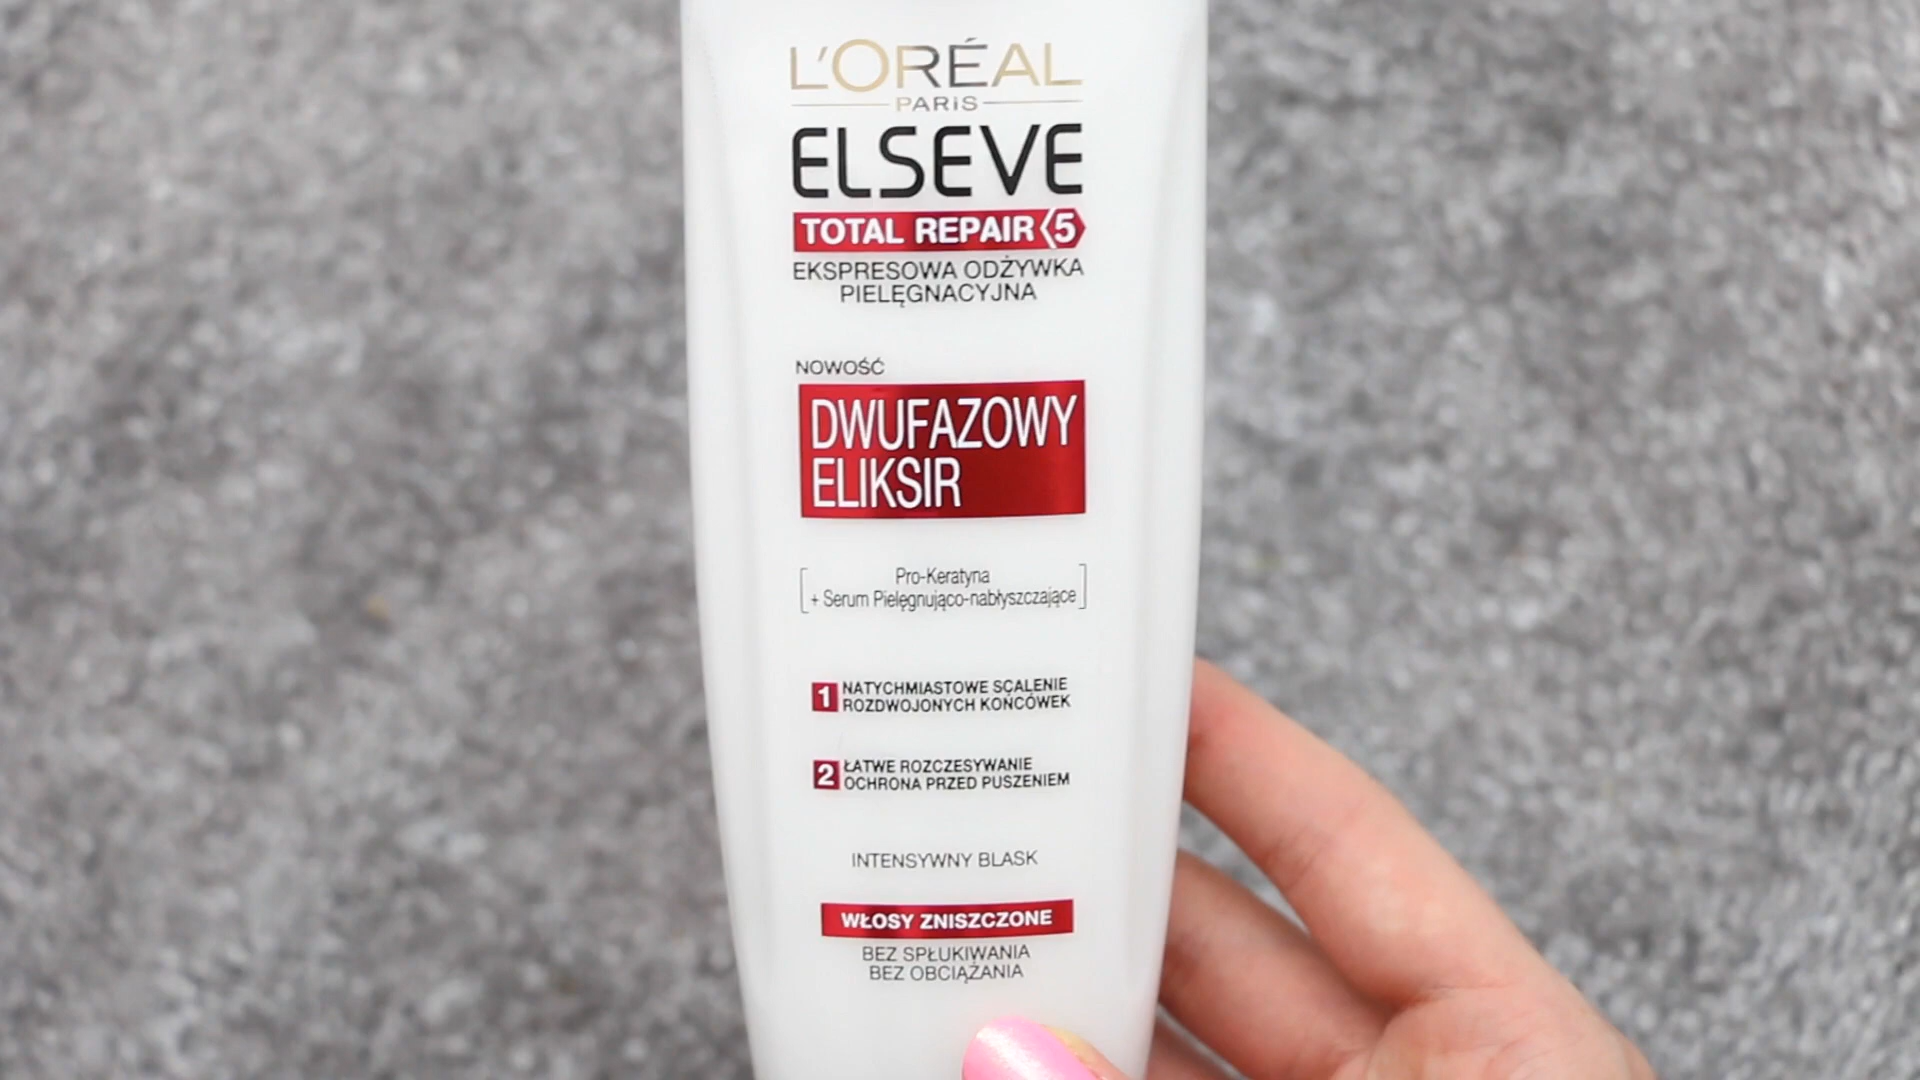 L'ORÉAL
PARIS
ELSEVE
TOTAL REPAIR 5
EKSPRESOWA ODŻYWKA
PIELĘGNACYJNA
NOWOŚĆ
DWUFAZOWY
ELIKSIR
Pro-Keratyna
+ Serum Pielęgnująco-nabłyszczające
1 NATYCHMIASTOWE SCALENIE
ROZDWOJONYCH KOŃCÓWEK
2 ŁATWE ROZCZESYWANIE
OCHRONA PRZED PUSZENIEM
INTENSYWNY BLASK
WŁOSY ZNISZCZONE
BEZ SPŁUKIWANIA
BEZ OBCIĄŻANIA